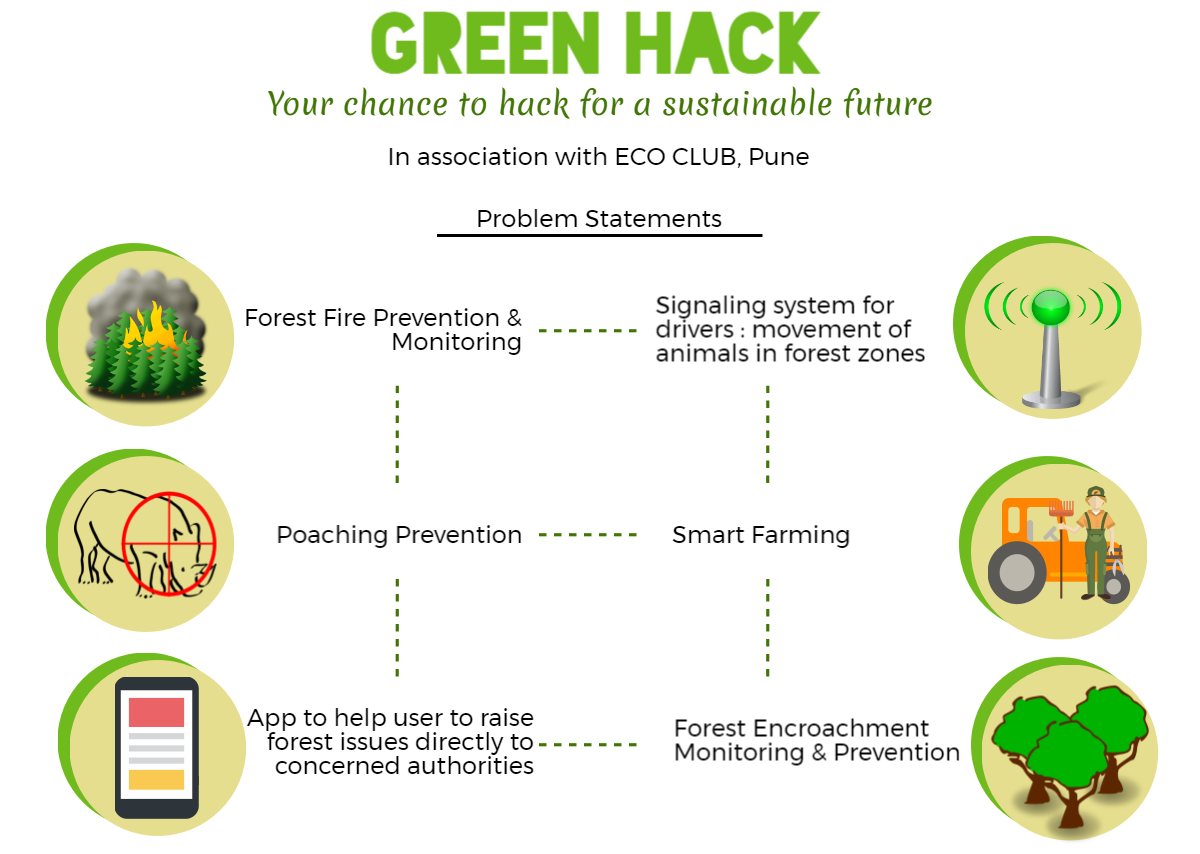 GREEN HACK
Your chance to hack for a sustainable future
In association with ECO CLUB, Pune
Problem Statements
Forest Fire Prevention &
Monitoring
Signaling system for
drivers : movement of
animals in forest zones
Poaching Prevention
Smart Farming
App to help user to raise
forest issues directly to
concerned authorities
Forest Encroachment
Monitoring & Prevention